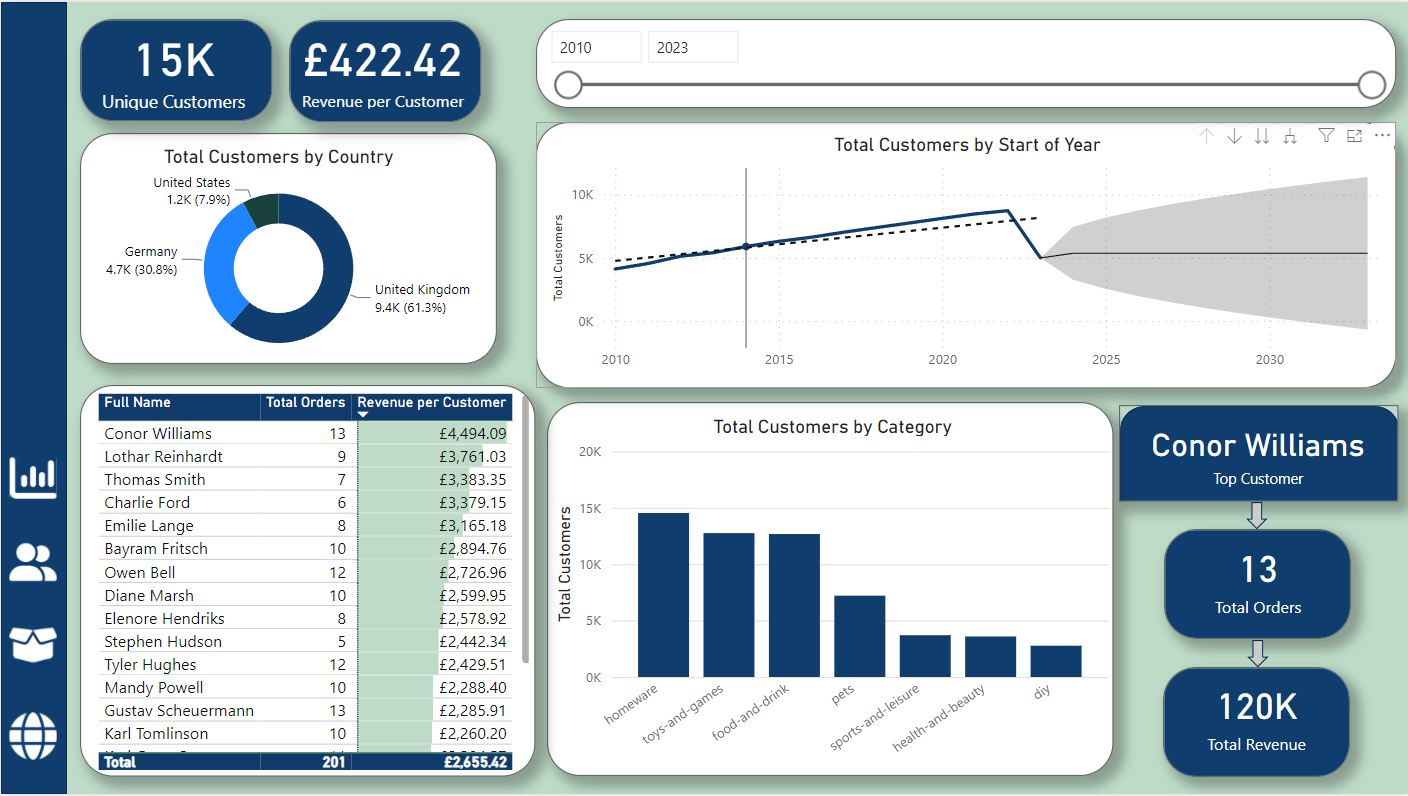 15K
Unique Customers
£422.42
Revenue per Customer
2010
2023
Total Customers by Country
United States
1.2K (7.9%)
Germany
4.7K (30.8%)
United Kingdom
9.4K (61.3%)
Total Customers by Start of Year
Total Customers
10K
5K
0K
2010 2015 2020 2025 2030
Full Name Total Orders Revenue per Customer
Conor Williams 13 £4,494.09
Lothar Reinhardt 9 £3,761.03
Thomas Smith 7 £3,383.35
Charlie Ford 6 £3,379.15
Emilie Lange 8 £3,165.18
Bayram Fritsch 10 £2,894.76
Owen Bell 12 £2,726.96
Diane Marsh 10 £2,599.95
Elenore Hendriks 8 £2,578.92
Stephen Hudson 5 £2,442.34
Tyler Hughes 12 £2,429.51
Mandy Powell 10 £2,288.40
Gustav Scheuermann 13 £2,285.91
Karl Tomlinson 10 £2,260.20
Total 201 £2,655.42
Total Customers by Category
Total Customers
20K
15K
10K
5K
0K
homeware
toys-and-games
food-and-drink
pets
sports-and-leisure
health-and-beauty
diy
Conor Williams
Top Customer
13
Total Orders
120K
Total Revenue